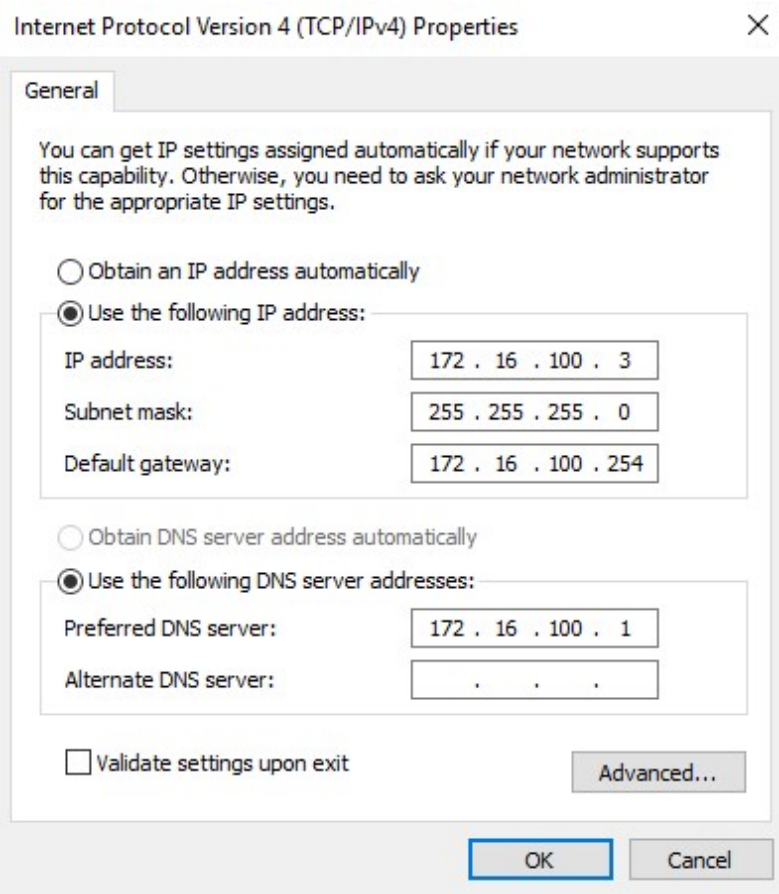 Internet Protocol Version 4 (TCP/IPv4) Properties
General
You can get IP settings assigned automatically if your network supports
this capability. Otherwise, you need to ask your network administrator
for the appropriate IP settings.
Obtain an IP address automatically
Use the following IP address:
IP address: 172 . 16 . 100 . 3
Subnet mask: 255 . 255 . 255 . 0
Default gateway: 172 . 16 . 100 . 254
Obtain DNS server address automatically
Use the following DNS server addresses:
Preferred DNS server: 172 . 16 . 100 . 1
Alternate DNS server: . . .
Validate settings upon exit
Advanced...
OK Cancel